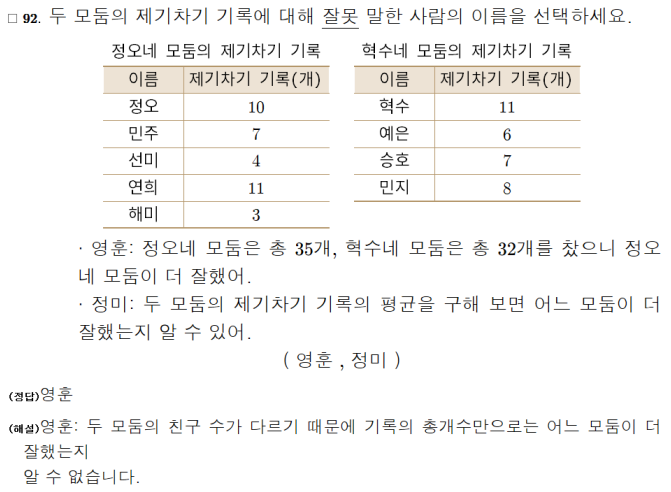 □ 92. 두 모둠의 제기차기 기록에 대해 잘못 말한 사람의 이름을 선택하세요.
정오네 모둠의 제기차기 기록
이름 제기차기 기록(개)
정오 10
민주 7
선미 4
연희 11
해미 3
혁수네 모둠의 제기차기 기록
이름 제기차기 기록(개)
혁수 11
예은 6
승호 7
민지 8
· 영훈: 정오네 모둠은 총 35개, 혁수네 모둠은 총 32개를 찼으니 정오
네 모둠이 더 잘했어.
· 정미: 두 모둠의 제기차기 기록의 평균을 구해 보면 어느 모둠이 더
잘했는지 알 수 있어.
( 영훈 , 정미 )
(정답)영훈
(해설)영훈: 두 모둠의 친구 수가 다르기 때문에 기록의 총개수만으로는 어느 모둠이 더
잘했는지
알 수 없습니다.